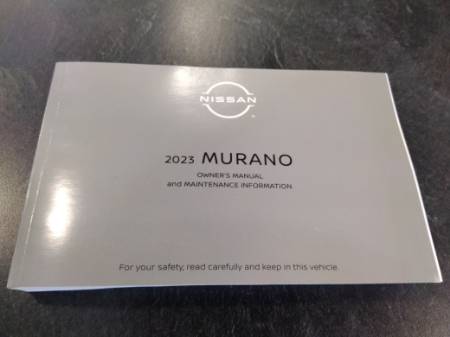 NISSAN
2023 MURANO
OWNER'S MANUAL
and MAINTENANCE INFORMATION
For your safety, read carefully and keep in this vehicle.